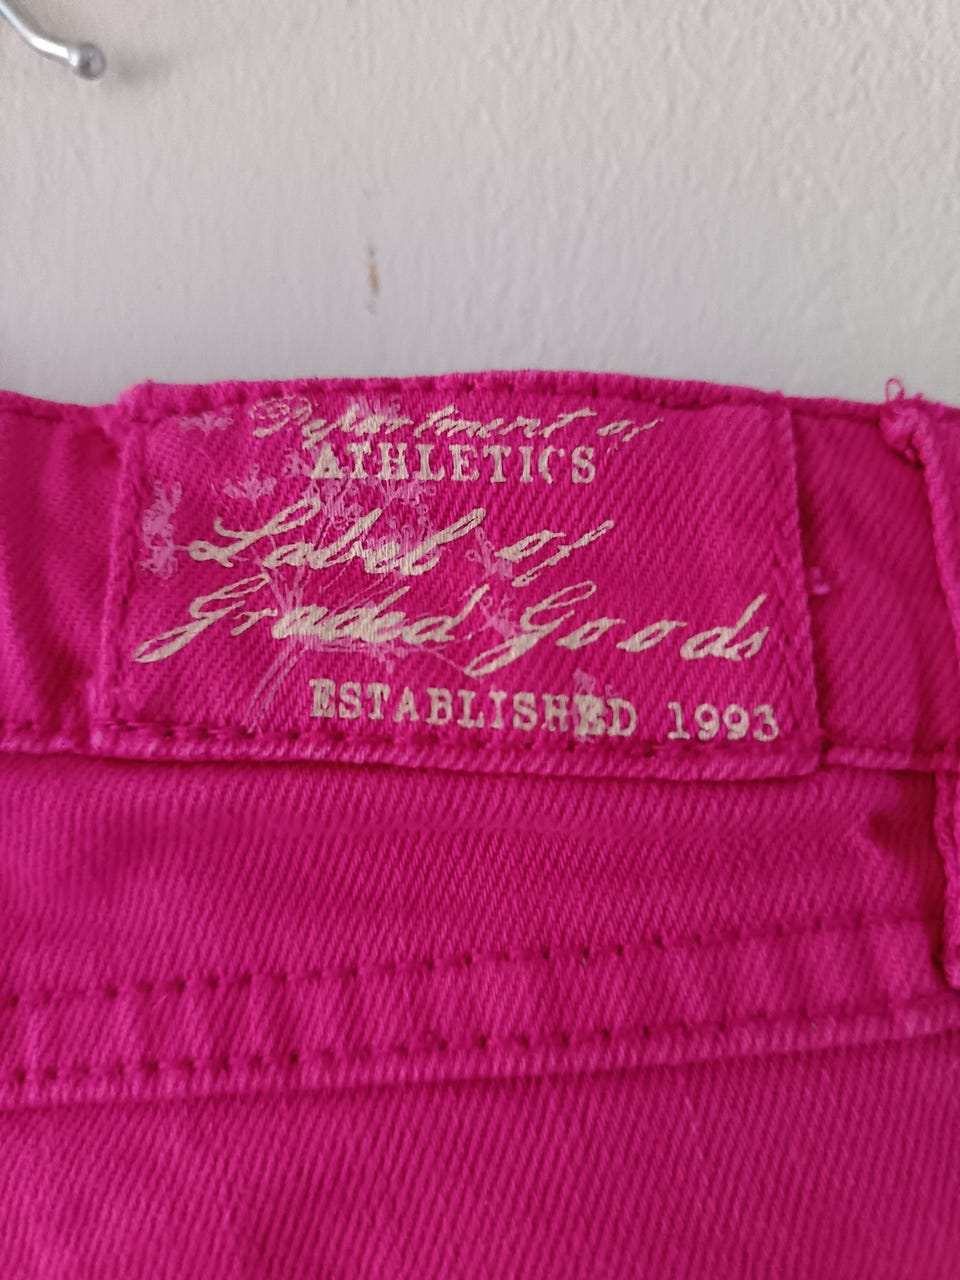 Department of
ATHLETICS
Label of
Graded Goods
ESTABLISHED 1993